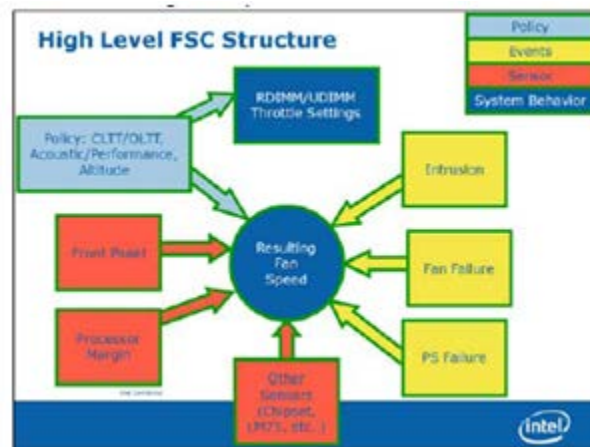 High Level FSC Structure
Policy
Events
Sensor
System Behavior
RDIMM/UDIMM
Throttle Settings
Policy: CLTT/OLTT,
Acoustic/Performance,
Altitude
Intrusion
Front Panel
Resulting
Fan
Speed
Fan Failure
Processor
Margin
PS Failure
Other
Sensors
(Chipset,
LM75, etc. )
intel